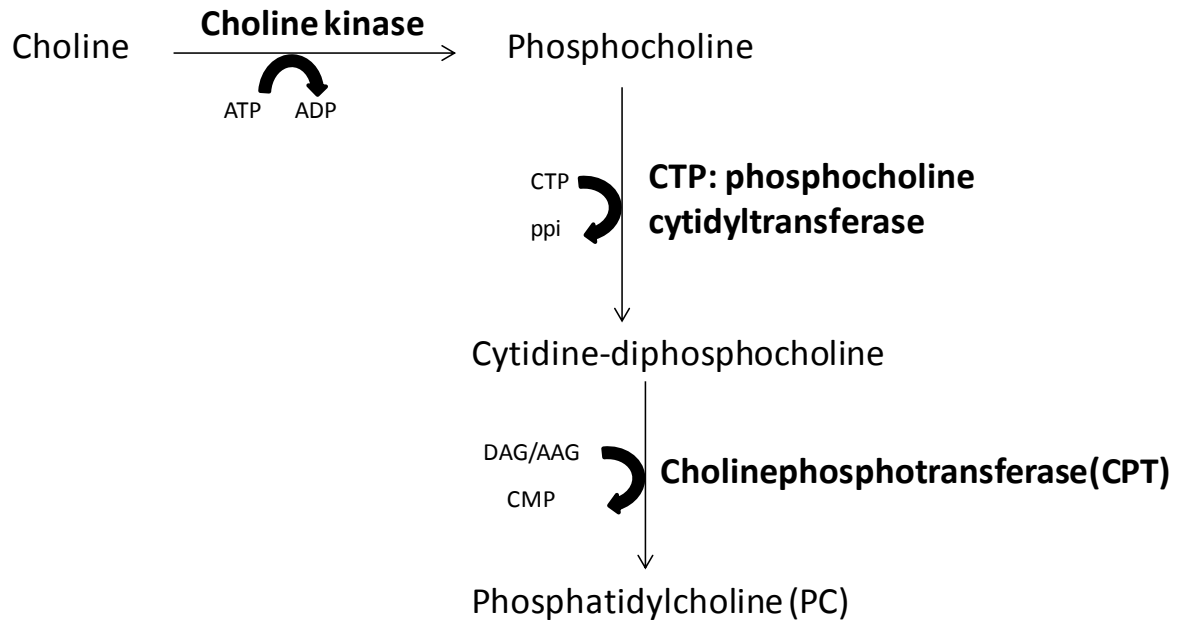 Choline kinase
Choline
Phosphocholine
ATP
ADP
CTP
CTP: phosphocholine
cytidyltransferase
ppi
Cytidine-diphosphocholine
DAG/AAG
Cholinephosphotransferase(CPT)
CMP
Phosphatidylcholine (PC)